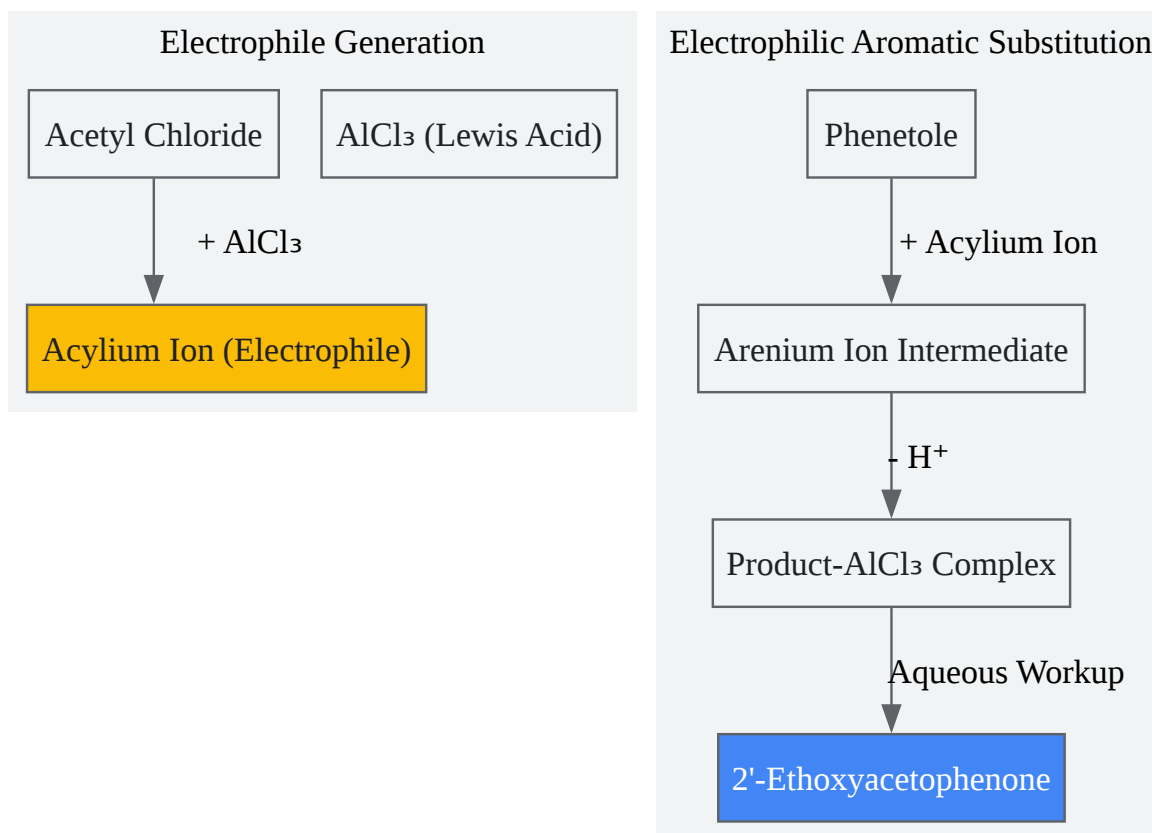 Electrophile Generation
Acetyl Chloride
AlCl₃ (Lewis Acid)
+ AlCl₃
Acylium Ion (Electrophile)
Electrophilic Aromatic Substitution
Phenetole
+ Acylium Ion
Arenium Ion Intermediate
- H⁺
Product-AlCl₃ Complex
Aqueous Workup
2'-Ethoxyacetophenone